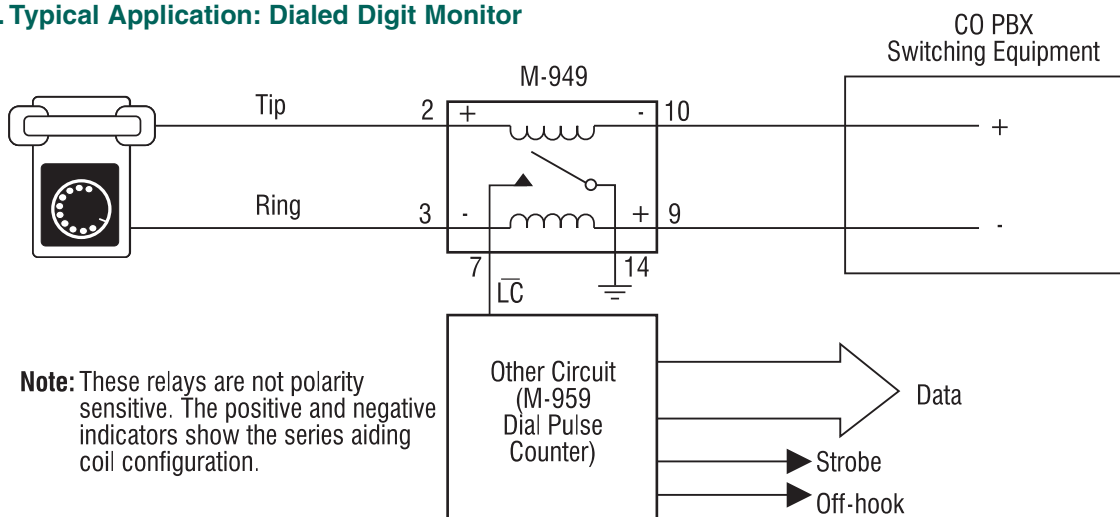 . Typical Application: Dialed Digit Monitor
CO PBX
Switching Equipment
M-949
Tip
2
+
-
10
+
Ring
3
-
+
9
-
7
14
L̅C̅
Note: These relays are not polarity
sensitive. The positive and negative
indicators show the series aiding
coil configuration.
Other Circuit
(M-959
Dial Pulse
Counter)
Data
Strobe
Off-hook